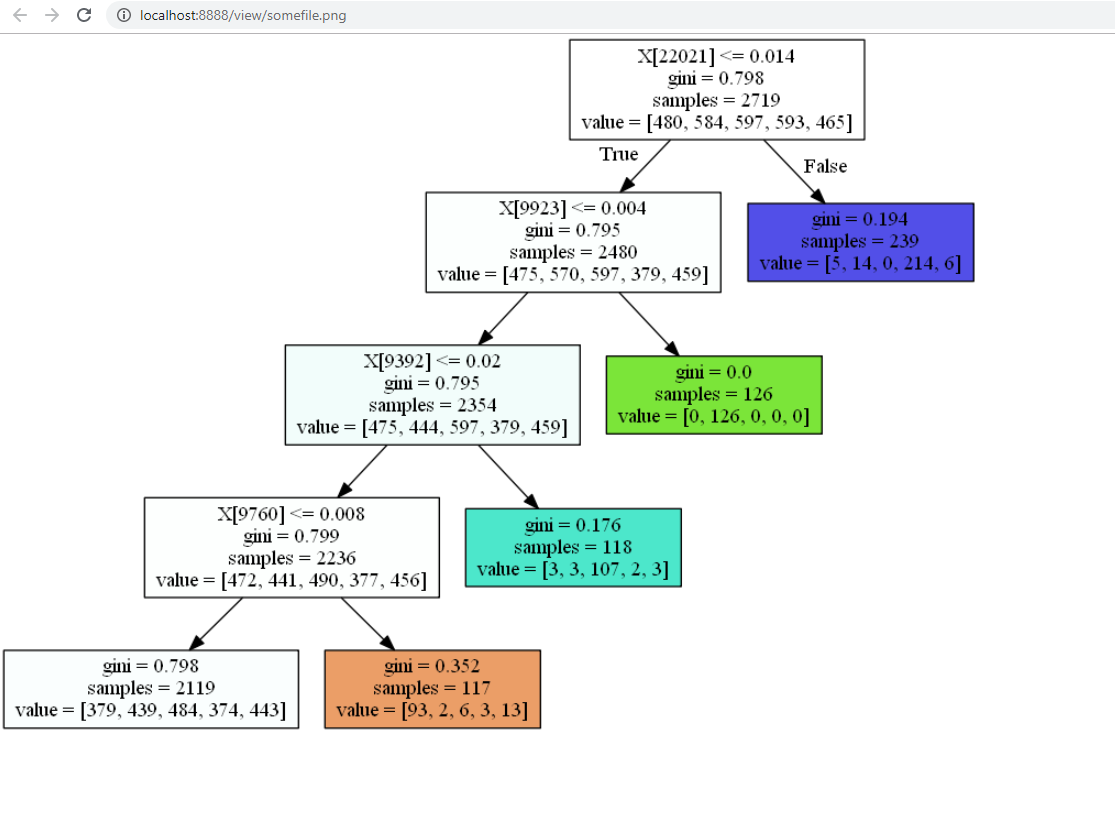 localhost:8888/view/somefile.png
X[22021] <= 0.014
gini = 0.798
samples = 2719
value = [480, 584, 597, 593, 465]
True
False
X[9923] <= 0.004
gini = 0.795
samples = 2480
value = [475, 570, 597, 379, 459]
gini = 0.194
samples = 239
value = [5, 14, 0, 214, 6]
X[9392] <= 0.02
gini = 0.795
samples = 2354
value = [475, 444, 597, 379, 459]
gini = 0.0
samples = 126
value = [0, 126, 0, 0, 0]
X[9760] <= 0.008
gini = 0.799
samples = 2236
value = [472, 441, 490, 377, 456]
gini = 0.176
samples = 118
value = [3, 3, 107, 2, 3]
gini = 0.798
samples = 2119
value = [379, 439, 484, 374, 443]
gini = 0.352
samples = 117
value = [93, 2, 6, 3, 13]